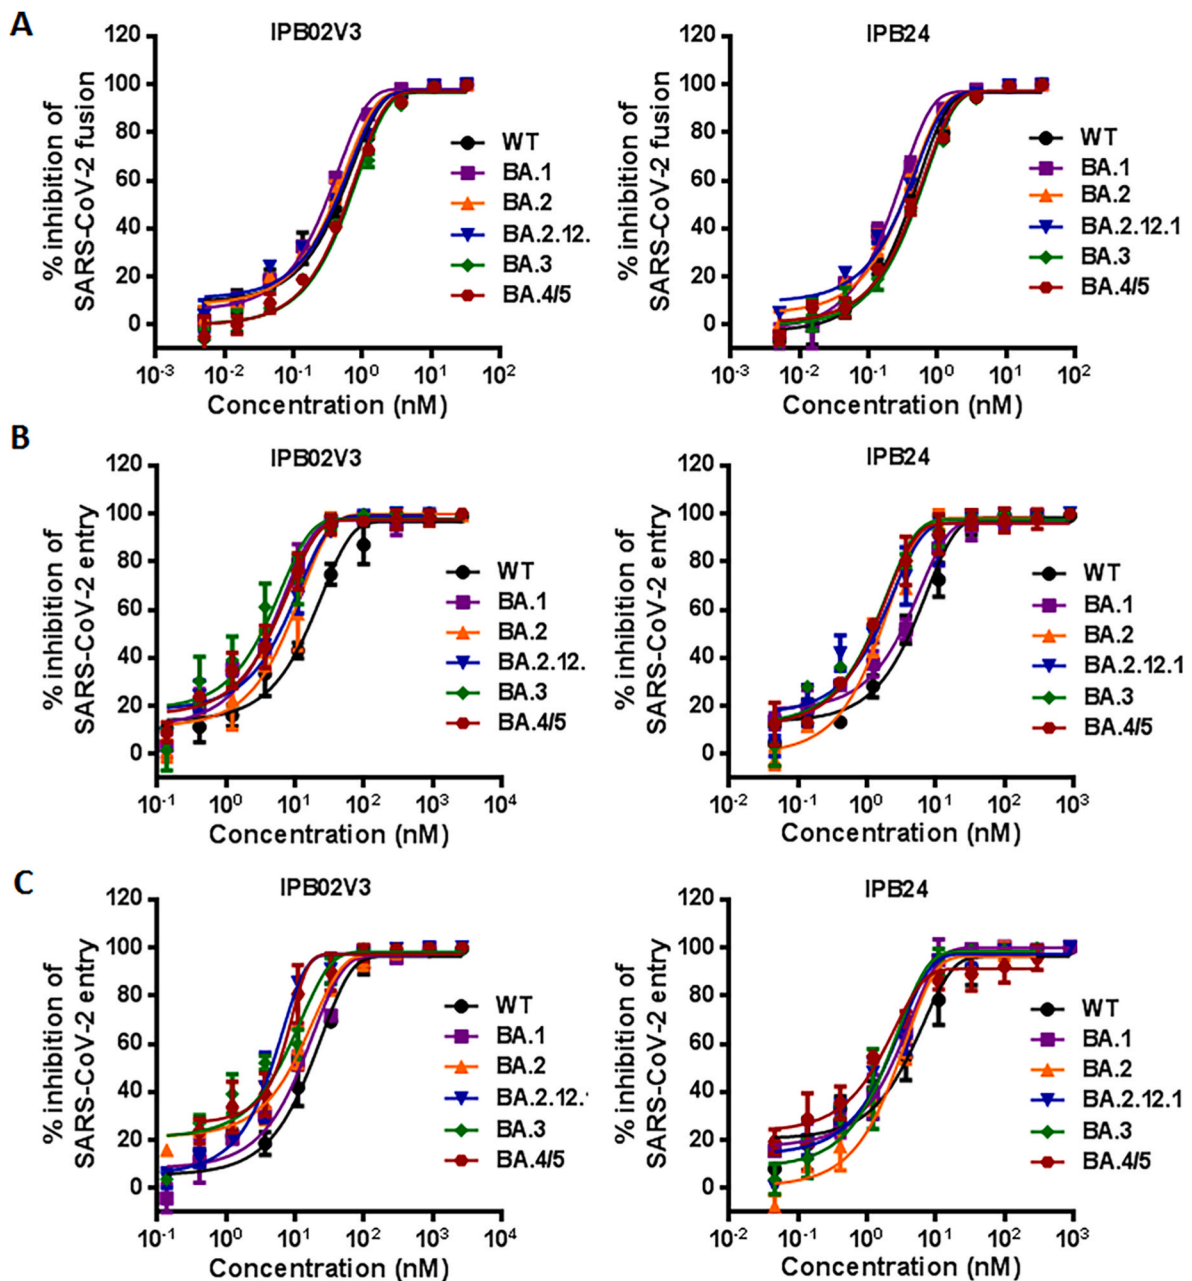 A
IPB02V3
% inhibition of
SARS-CoV-2 fusion
120
100
80
60
40
20
0
10-3
10-2
10-1
100
101
102
Concentration (nM)
WT
BA.1
BA.2
BA.2.12.
BA.3
BA.4/5
IPB24
% inhibition of
SARS-CoV-2 fusion
120
100
80
60
40
20
0
10-3
10-2
10-1
100
101
102
Concentration (nM)
WT
BA.1
BA.2
BA.2.12.1
BA.3
BA.4/5
B
IPB02V3
% inhibition of
SARS-CoV-2 entry
120
100
80
60
40
20
0
10-1
100
101
102
103
104
Concentration (nM)
WT
BA.1
BA.2
BA.2.12.
BA.3
BA.4/5
IPB24
% inhibition of
SARS-CoV-2 entry
120
100
80
60
40
20
0
10-2
10-1
100
101
102
103
Concentration (nM)
WT
BA.1
BA.2
BA.2.12.1
BA.3
BA.4/5
C
IPB02V3
% inhibition of
SARS-CoV-2 entry
120
100
80
60
40
20
0
10-1
100
101
102
103
104
Concentration (nM)
WT
BA.1
BA.2
BA.2.12.
BA.3
BA.4/5
IPB24
% inhibition of
SARS-CoV-2 entry
120
100
80
60
40
20
0
10-2
10-1
100
101
102
103
Concentration (nM)
WT
BA.1
BA.2
BA.2.12.1
BA.3
BA.4/5